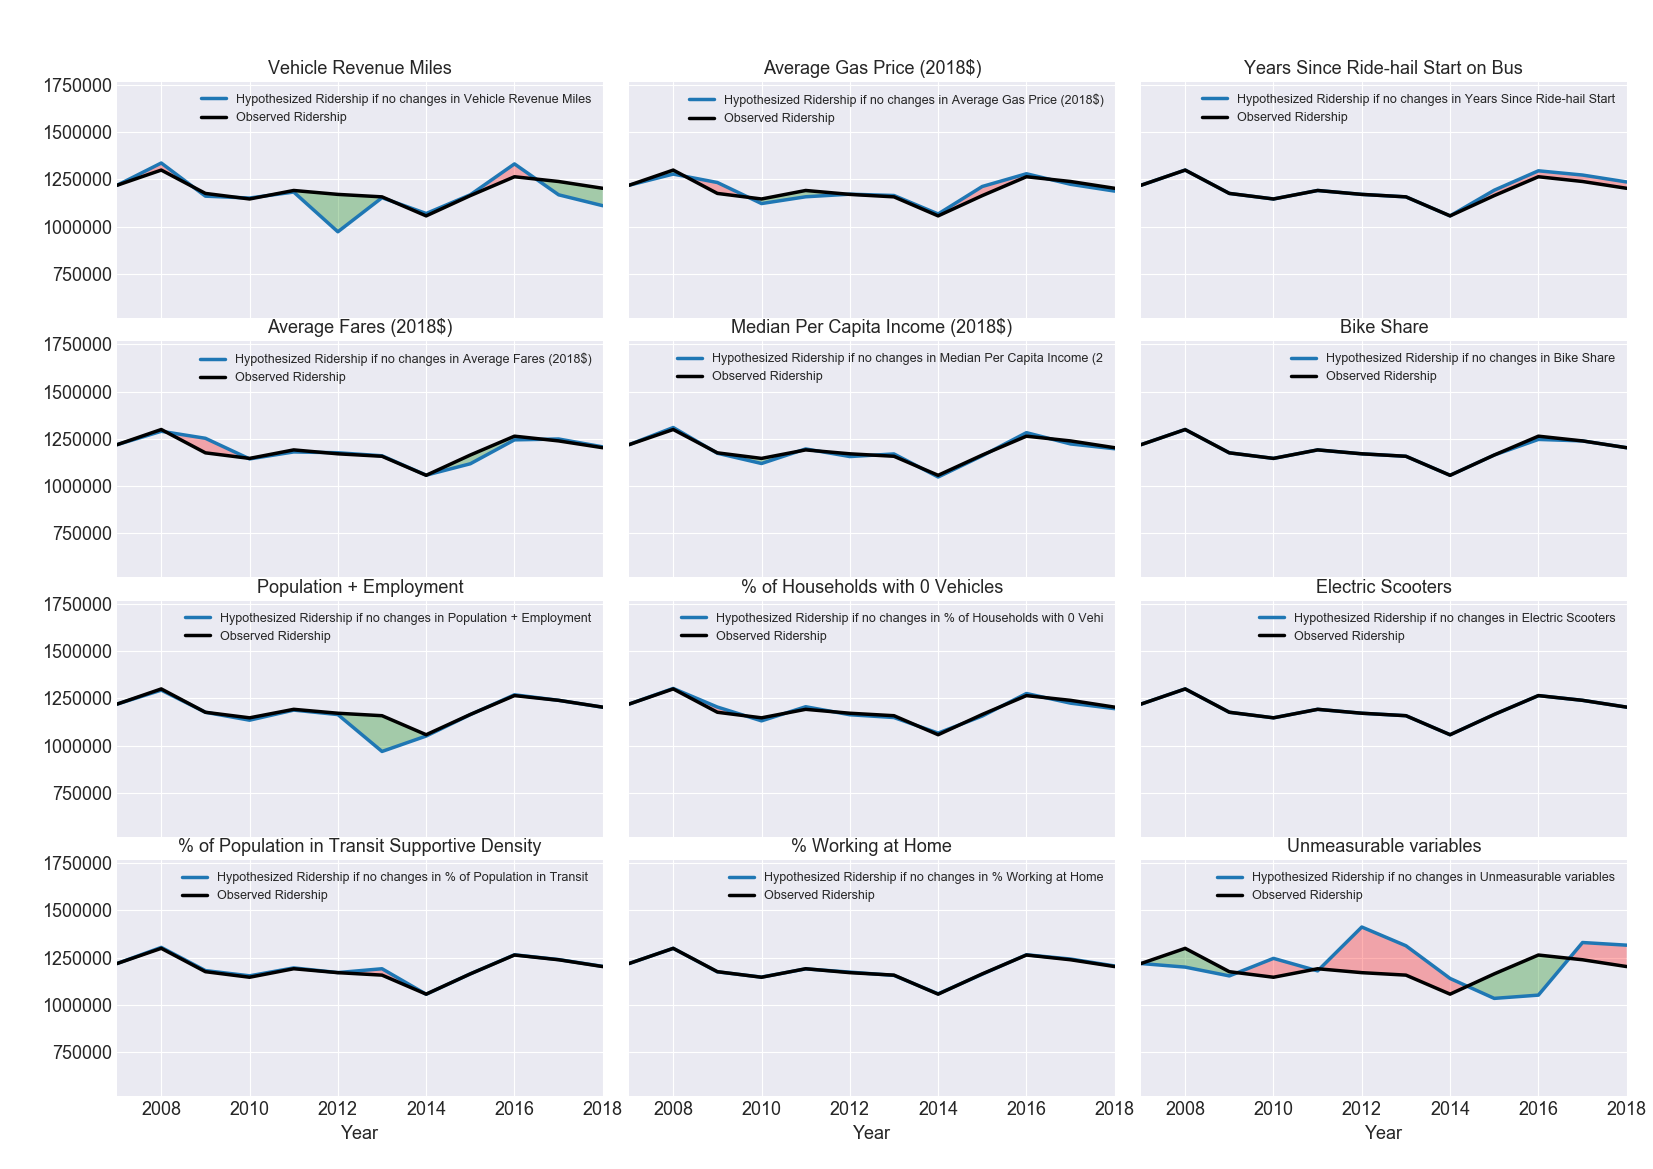 Vehicle Revenue Miles
1750000
1500000
1250000
1000000
750000
Hypothesized Ridership if no changes in Vehicle Revenue Miles
Observed Ridership
Average Gas Price (2018$)
Hypothesized Ridership if no changes in Average Gas Price (2018$)
Observed Ridership
Years Since Ride-hail Start on Bus
Hypothesized Ridership if no changes in Years Since Ride-hail Start
Observed Ridership
Average Fares (2018$)
1750000
1500000
1250000
1000000
750000
Hypothesized Ridership if no changes in Average Fares (2018$)
Observed Ridership
Median Per Capita Income (2018$)
Hypothesized Ridership if no changes in Median Per Capita Income (2
Observed Ridership
Bike Share
Hypothesized Ridership if no changes in Bike Share
Observed Ridership
Population + Employment
1750000
1500000
1250000
1000000
750000
Hypothesized Ridership if no changes in Population + Employment
Observed Ridership
% of Households with 0 Vehicles
Hypothesized Ridership if no changes in % of Households with 0 Vehi
Observed Ridership
Electric Scooters
Hypothesized Ridership if no changes in Electric Scooters
Observed Ridership
% of Population in Transit Supportive Density
1750000
1500000
1250000
1000000
750000
Hypothesized Ridership if no changes in % of Population in Transit
Observed Ridership
2008 2010 2012 2014 2016 2018
Year
% Working at Home
Hypothesized Ridership if no changes in % Working at Home
Observed Ridership
2008 2010 2012 2014 2016 2018
Year
Unmeasurable variables
Hypothesized Ridership if no changes in Unmeasurable variables
Observed Ridership
2008 2010 2012 2014 2016 2018
Year